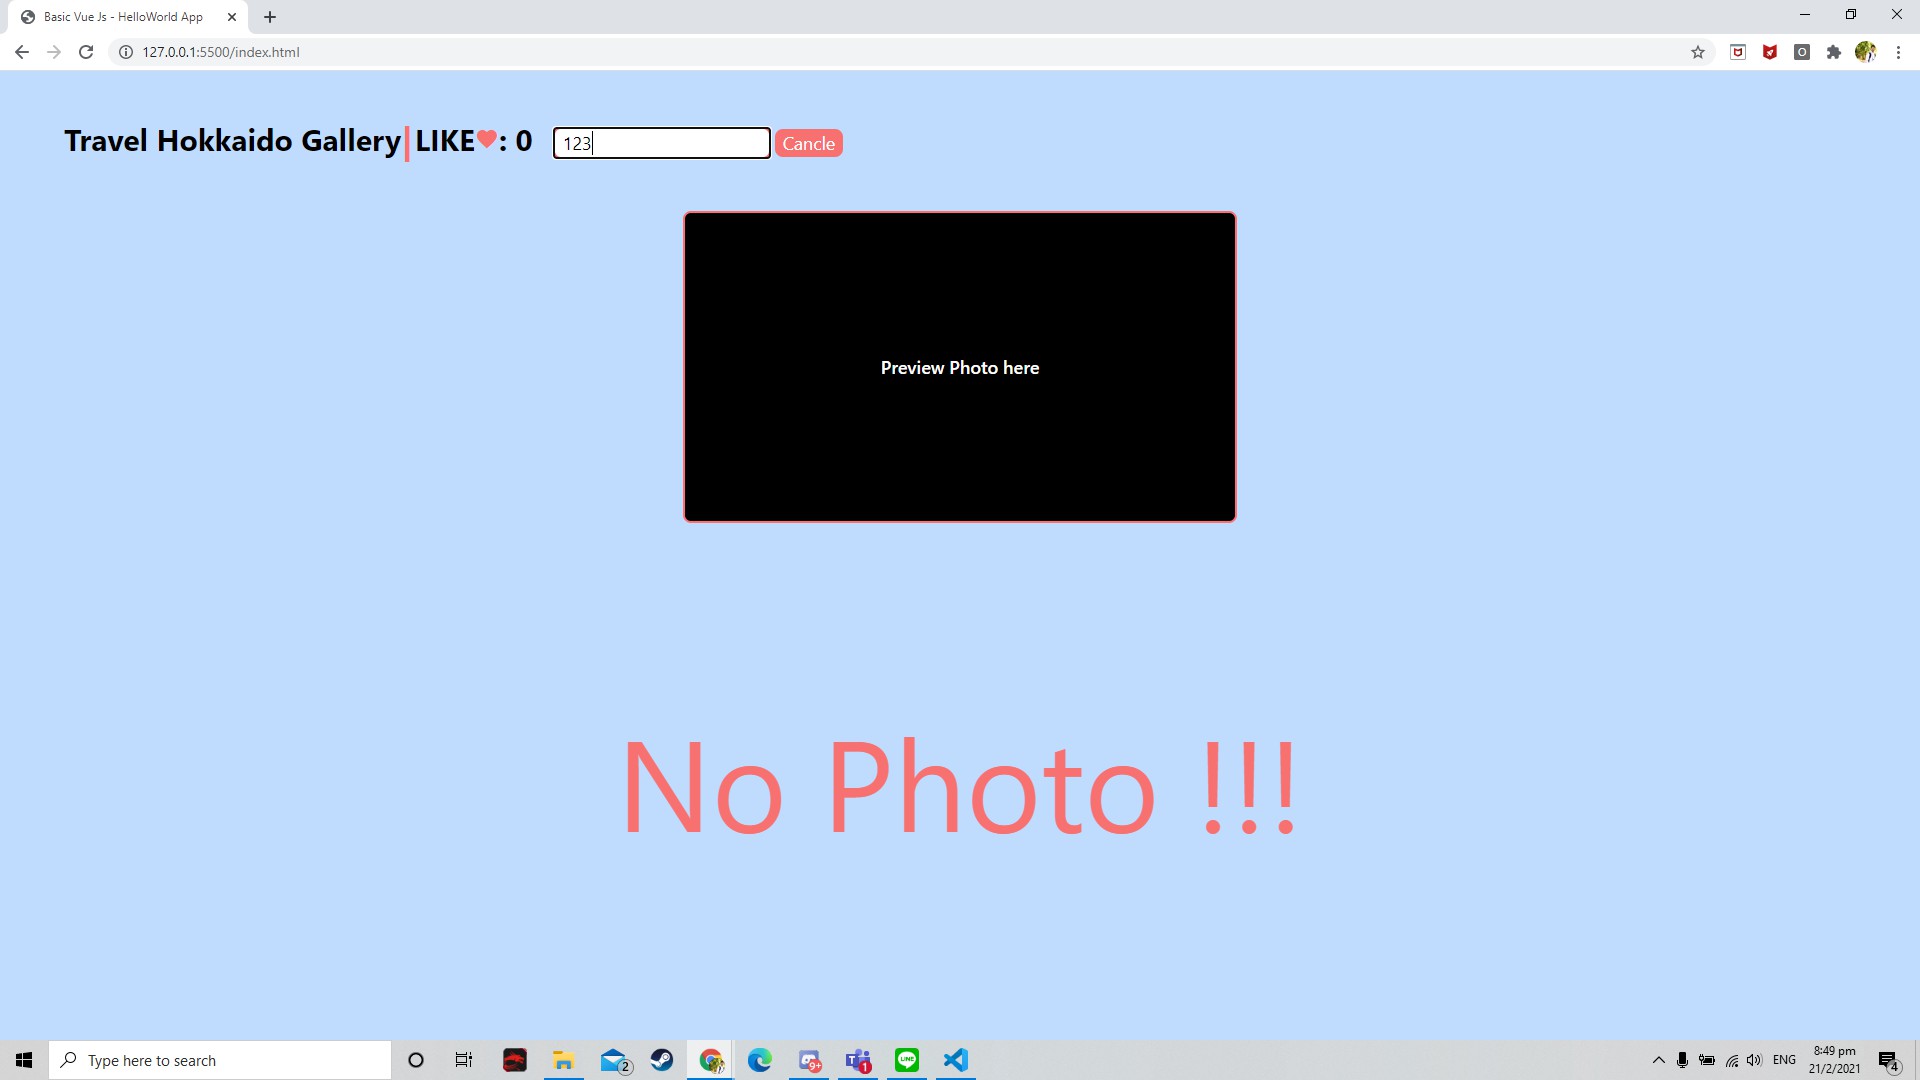 Basic Vue Js - HelloWorld App
127.0.0.1:5500/index.html
Travel Hokkaido Gallery|LIKE❤: 0 123 Cancle
Preview Photo here
No Photo !!!
Type here to search
2
9+
1
LINE
ENG
8:49 pm
21/2/2021
4